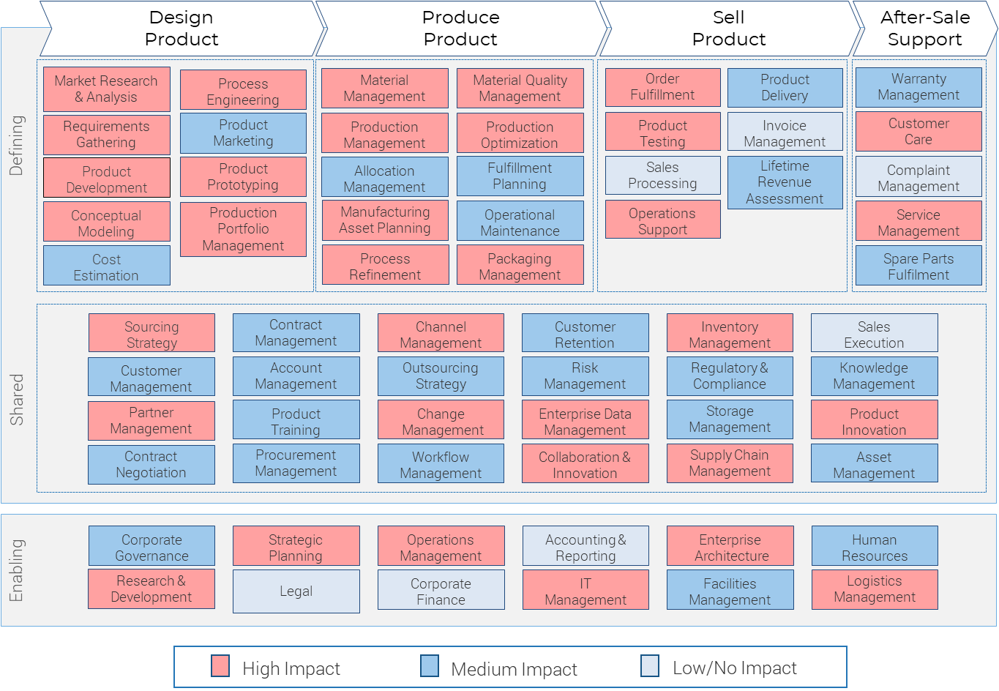 Design
Product
Produce
Product
Sell
Product
After-Sale
Support
Defining
Market Research
& Analysis
Requirements
Gathering
Product
Development
Conceptual
Modeling
Cost
Estimation
Process
Engineering
Product
Marketing
Product
Prototyping
Production
Portfolio
Management
Material
Management
Production
Management
Allocation
Management
Manufacturing
Asset Planning
Process
Refinement
Material Quality
Management
Production
Optimization
Fulfillment
Planning
Operational
Maintenance
Packaging
Management
Order
Fulfillment
Product
Testing
Sales
Processing
Operations
Support
Product
Delivery
Invoice
Management
Lifetime
Revenue
Assessment
Warranty
Management
Customer
Care
Complaint
Management
Service
Management
Spare Parts
Fulfilment
Shared
Sourcing
Strategy
Contract
Management
Channel
Management
Customer
Retention
Inventory
Management
Sales
Execution
Customer
Management
Account
Management
Outsourcing
Strategy
Risk
Management
Regulatory &
Compliance
Knowledge
Management
Partner
Management
Product
Training
Change
Management
Enterprise Data
Management
Storage
Management
Product
Innovation
Contract
Negotiation
Procurement
Management
Workflow
Management
Collaboration &
Innovation
Supply Chain
Management
Asset
Management
Enabling
Corporate
Governance
Strategic
Planning
Operations
Management
Accounting &
Reporting
Enterprise
Architecture
Human
Resources
Research &
Development
Legal
Corporate
Finance
IT
Management
Facilities
Management
Logistics
Management
High Impact
Medium Impact
Low/No Impact